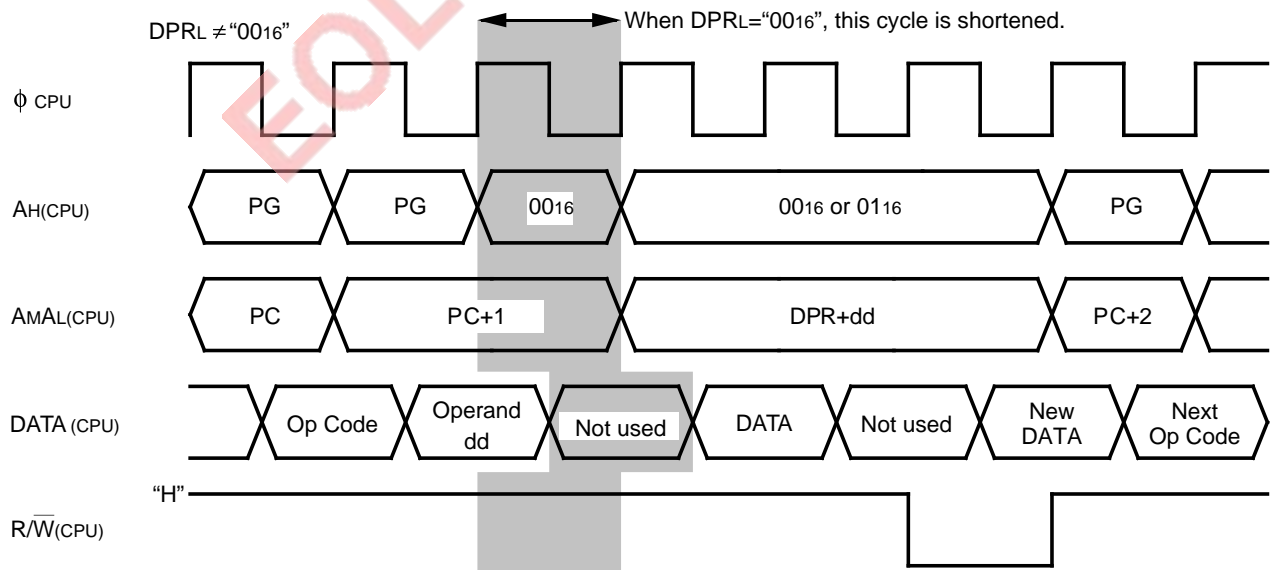 When DPRL="0016", this cycle is shortened.
DPRL ≠ "0016"
ϕ CPU
AH(CPU) PG PG 0016 0016 or 0116 PG
AMAL(CPU) PC PC+1 DPR+dd PC+2
DATA (CPU) Op Code Operand dd Not used DATA Not used New DATA Next Op Code
"H"
R/W̅(CPU)
EOL